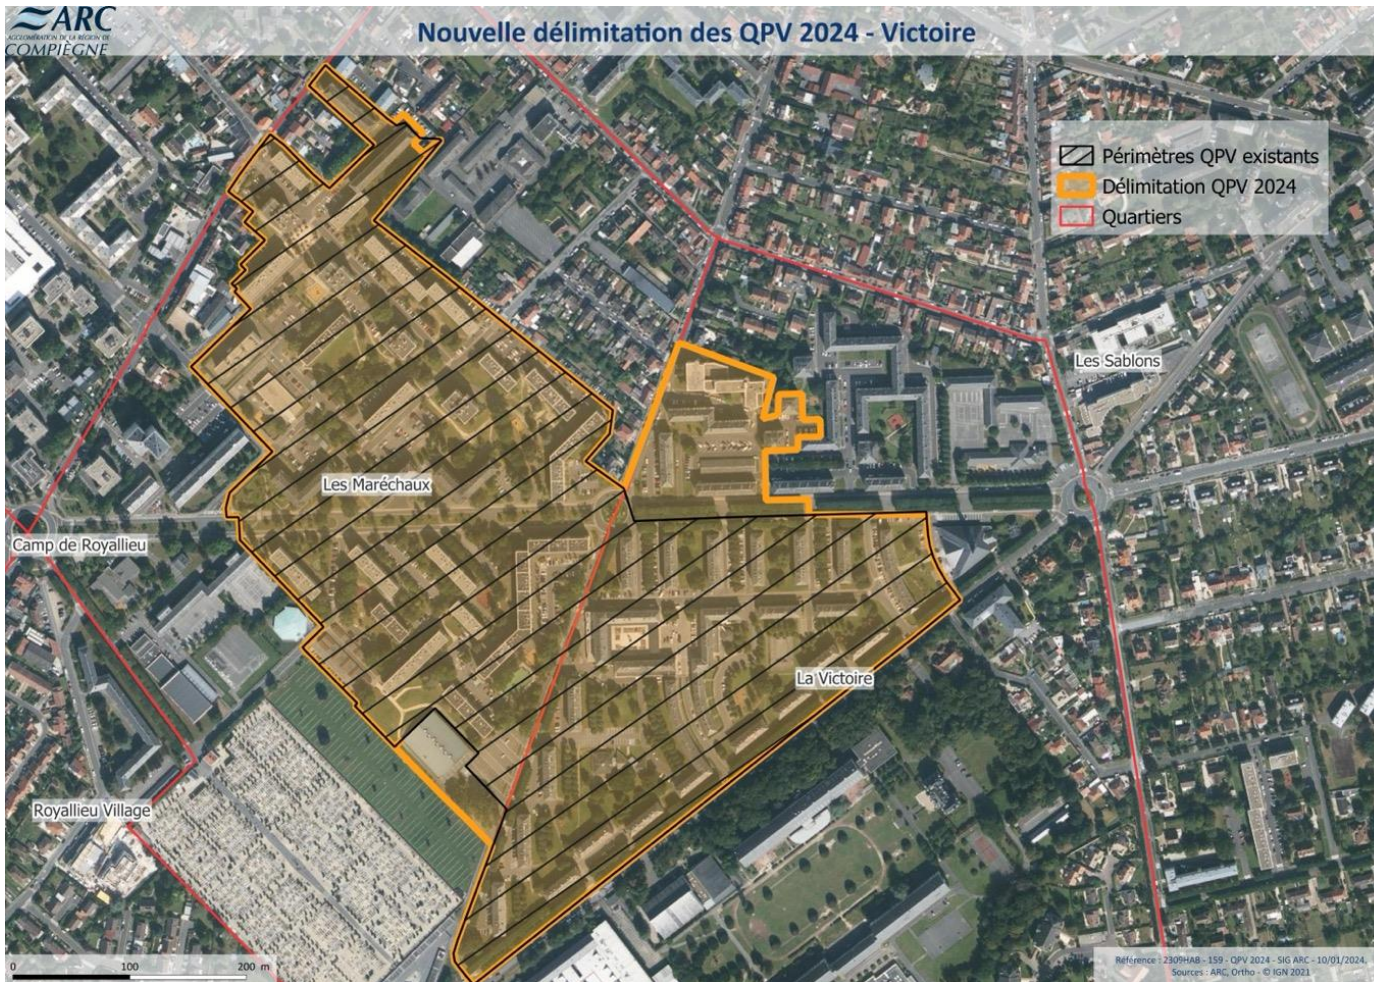 ARC
AGGLOMÉRATION DE LA RÉGION DE
COMPIÈGNE
Nouvelle délimitation des QPV 2024 - Victoire
Périmètres QPV existants
Délimitation QPV 2024
Quartiers
Les Sablons
Les Maréchaux
Camp de Royallieu
La Victoire
Royallieu Village
0 100 200 m
Référence : 2309HAB - 159 - QPV 2024 - SIG ARC - 10/01/2024.
Sources : ARC, Ortho - © IGN 2021